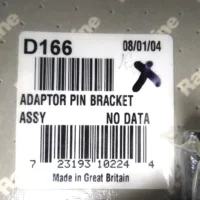 D166 08/01/04
ADAPTOR PIN BRACKET
ASSY NO DATA
7 23193 10224 4
Made in Great Britain